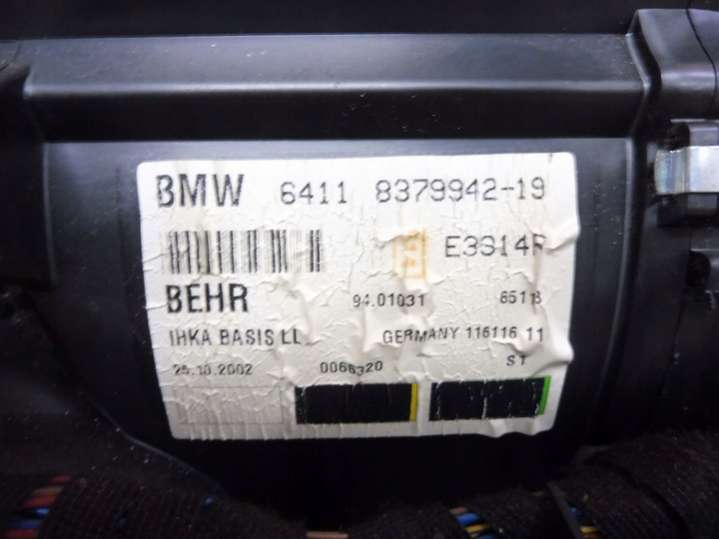 BMW 6411 8379942-19
E3914R
BEHR 94.01031 6511B
IHKA BASIS LL GERMANY 116116 11
25.10.2002 0066320 ST